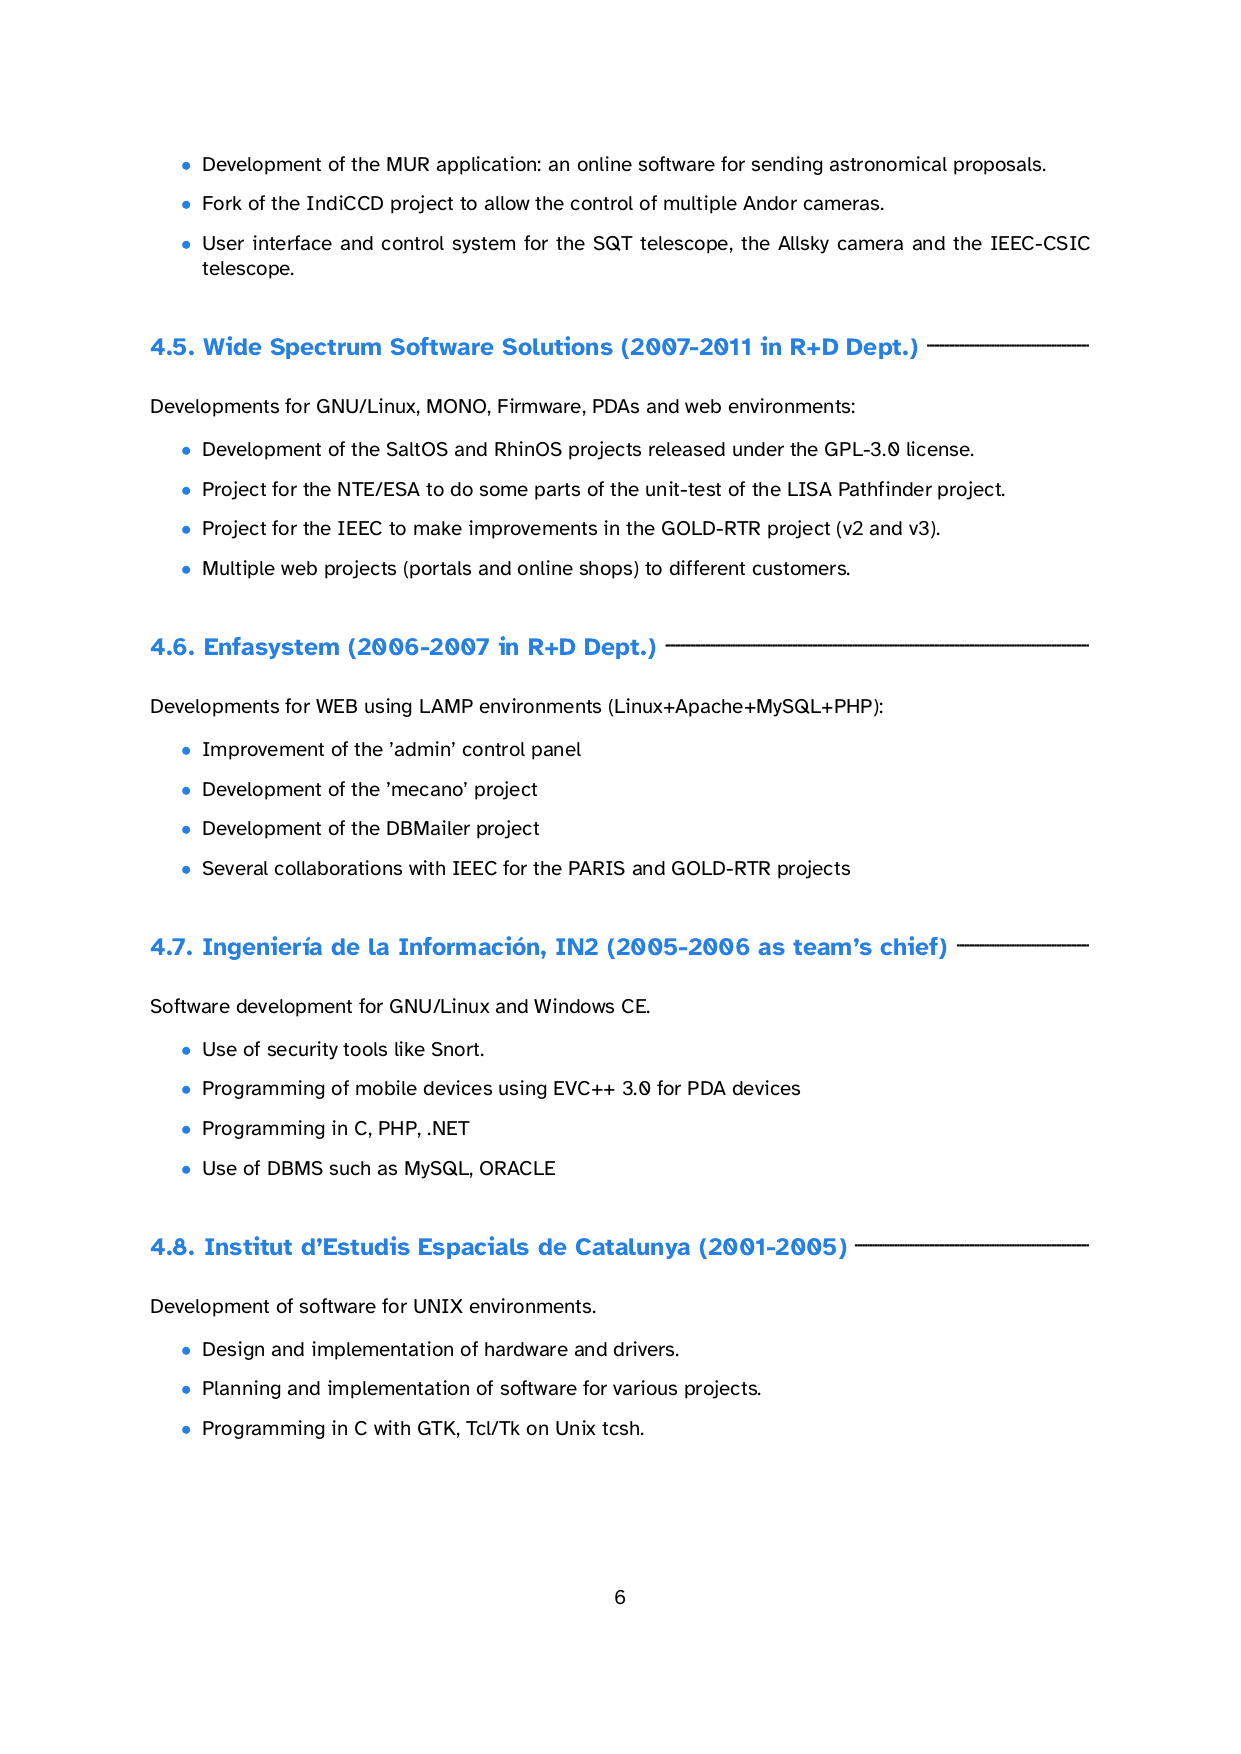 ● Development of the MUR application: an online software for sending astronomical proposals.
● Fork of the IndiCCD project to allow the control of multiple Andor cameras.
● User interface and control system for the SQT telescope, the Allsky camera and the IEEC-CSIC
telescope.
4.5. Wide Spectrum Software Solutions (2007-2011 in R+D Dept.)
Developments for GNU/Linux, MONO, Firmware, PDAs and web environments:
● Development of the SaltOS and RhinOS projects released under the GPL-3.0 license.
● Project for the NTE/ESA to do some parts of the unit-test of the LISA Pathfinder project.
● Project for the IEEC to make improvements in the GOLD-RTR project (v2 and v3).
● Multiple web projects (portals and online shops) to different customers.
4.6. Enfasystem (2006-2007 in R+D Dept.)
Developments for WEB using LAMP environments (Linux+Apache+MySQL+PHP):
● Improvement of the ’admin’ control panel
● Development of the ’mecano’ project
● Development of the DBMailer project
● Several collaborations with IEEC for the PARIS and GOLD-RTR projects
4.7. Ingeniería de la Información, IN2 (2005-2006 as team’s chief)
Software development for GNU/Linux and Windows CE.
● Use of security tools like Snort.
● Programming of mobile devices using EVC++ 3.0 for PDA devices
● Programming in C, PHP, .NET
● Use of DBMS such as MySQL, ORACLE
4.8. Institut d’Estudis Espacials de Catalunya (2001-2005)
Development of software for UNIX environments.
● Design and implementation of hardware and drivers.
● Planning and implementation of software for various projects.
● Programming in C with GTK, Tcl/Tk on Unix tcsh.
6